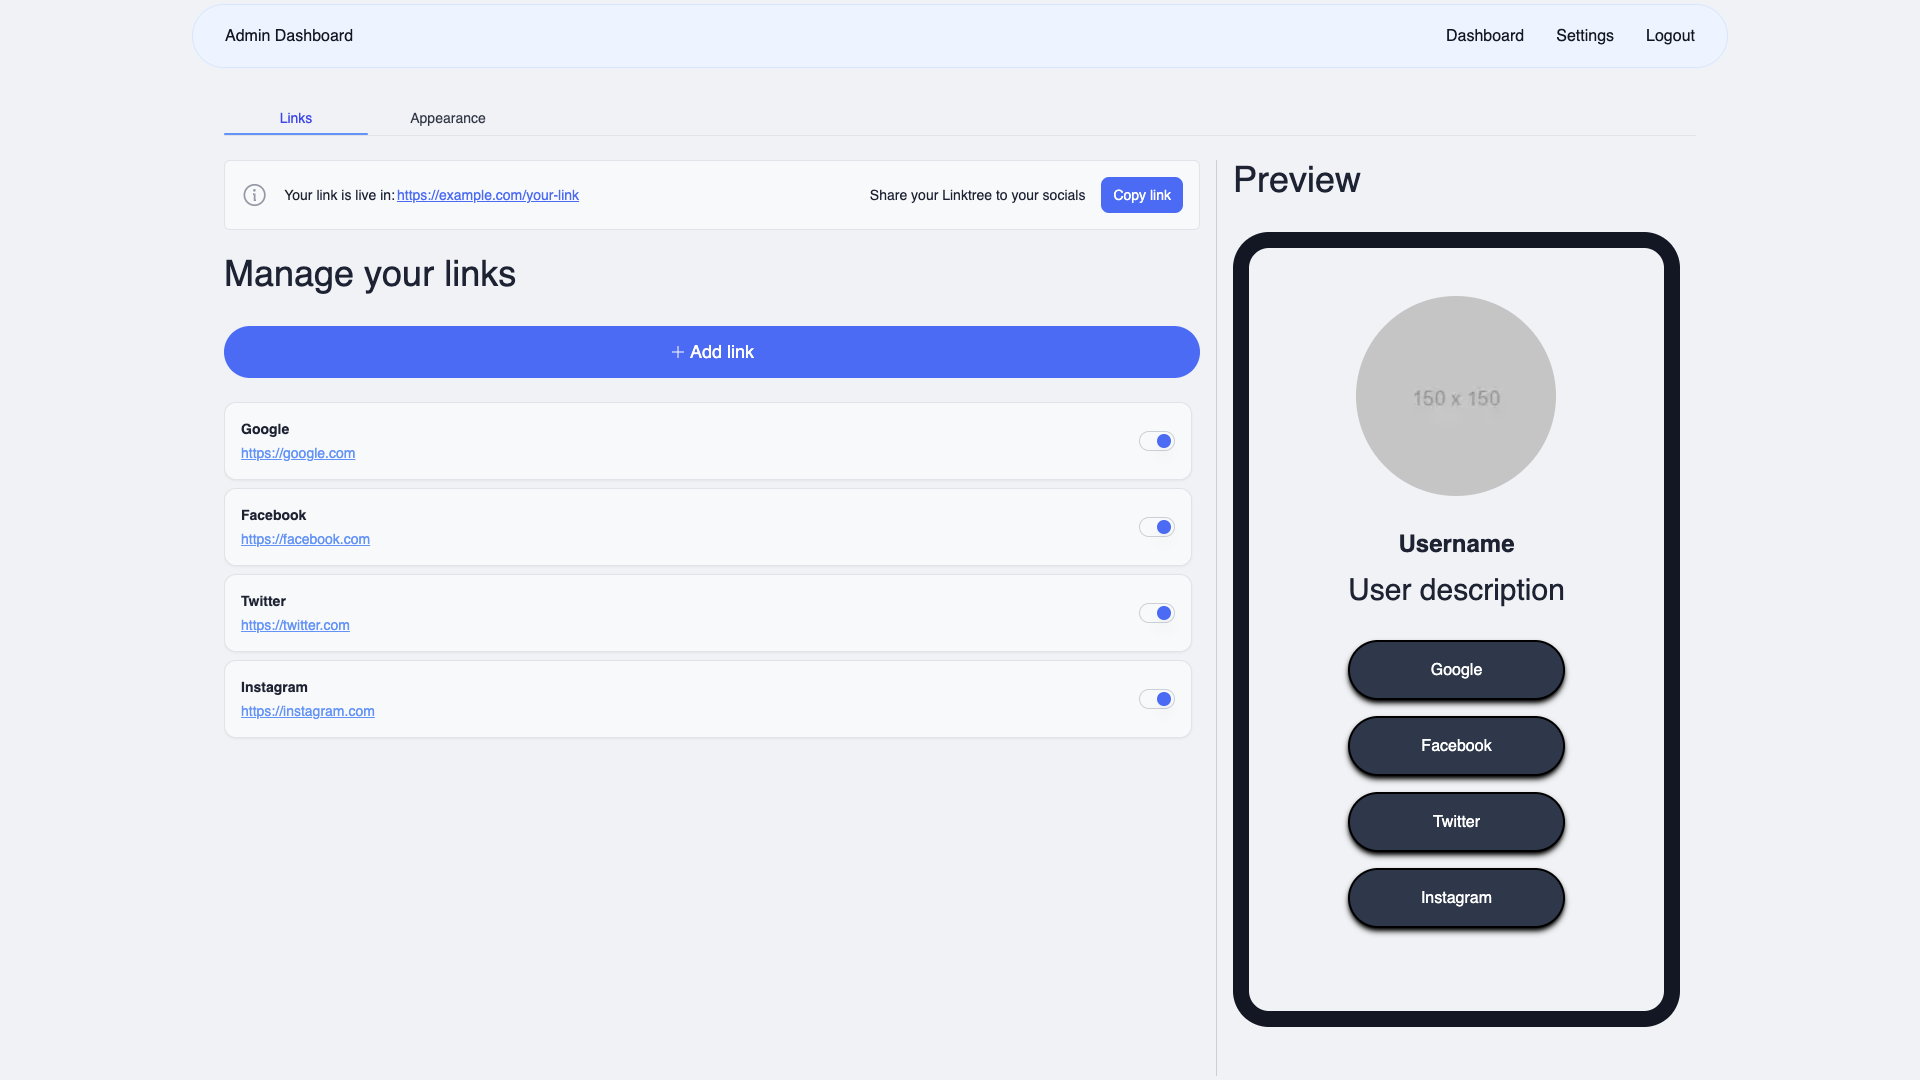 Admin Dashboard
Dashboard
Settings
Logout
Links
Appearance
Your link is live in: https://example.com/your-link
Share your Linktree to your socials
Copy link
Manage your links
+ Add link
Google
https://google.com
Facebook
https://facebook.com
Twitter
https://twitter.com
Instagram
https://instagram.com
Preview
150 x 150
Username
User description
Google
Facebook
Twitter
Instagram